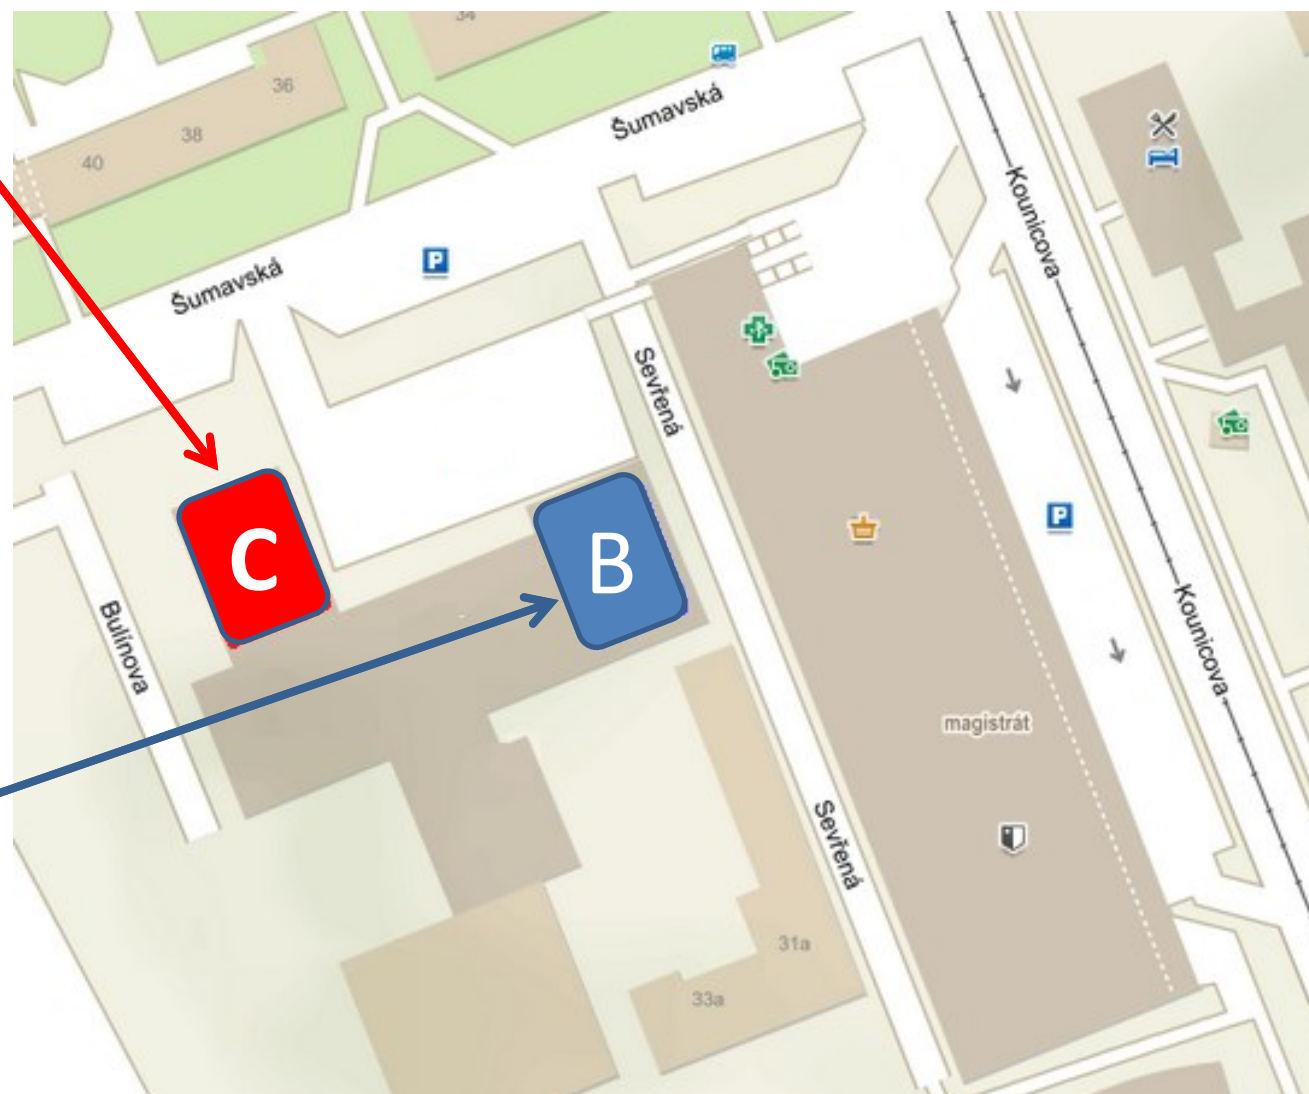 34
36
Šumavská
38
40
Kounicova
Šumavská
P
Sevřená
P
C
B
Bulínova
Kounicova
magistrát
Sevřená
31a
33a